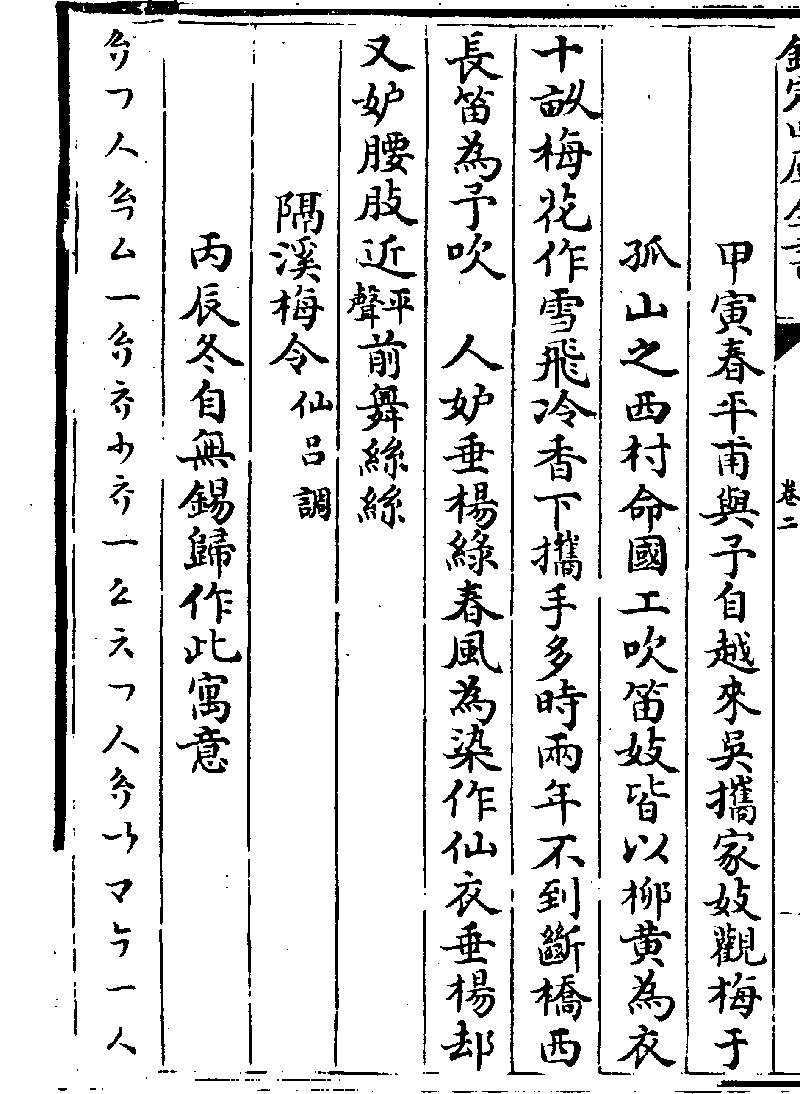 欽定四庫全書
卷二
甲寅春平甫與予自越來吳攜家妓觀梅于
孤山之西村命國工吹笛妓皆以柳黃為衣
十畝梅花作雪飛冷香下攜手多時兩年不到斷橋西
長笛為予吹　人妒垂楊綠春風為染作仙衣垂楊却
又妒腰肢近平聲前舞絲絲
隔溪梅令仙呂調
丙辰冬自無錫歸作此寓意